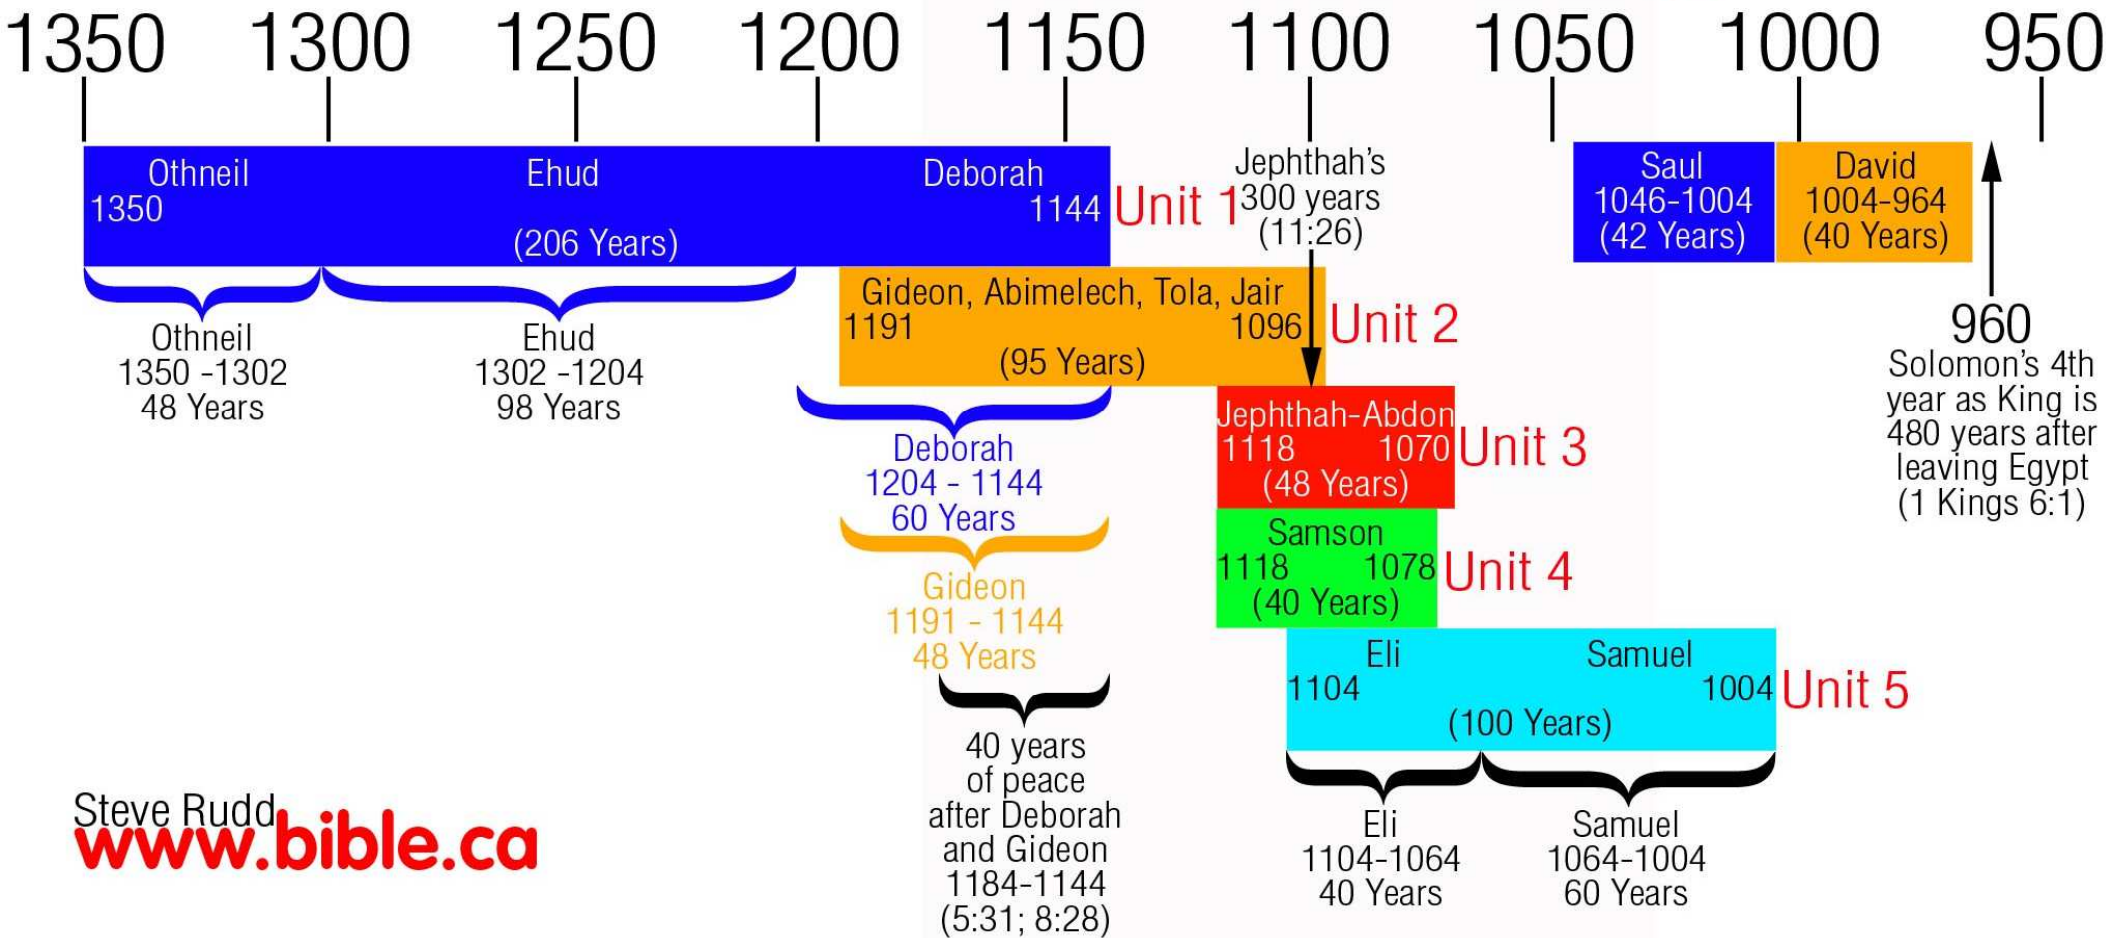 1350 1300 1250 1200 1150 1100 1050 1000 950
Othneil Ehud Deborah
1350 1144
(206 Years)
Unit 1
Jephthah's
300 years
(11:26)
Saul
1046-1004
(42 Years)
David
1004-964
(40 Years)
Othneil
1350 -1302
48 Years
Ehud
1302 -1204
98 Years
Gideon, Abimelech, Tola, Jair
1191 1096
(95 Years)
Unit 2
960
Solomon's 4th
year as King is
480 years after
leaving Egypt
(1 Kings 6:1)
Deborah
1204 - 1144
60 Years
Jephthah-Abdon
1118 1070
(48 Years)
Unit 3
Gideon
1191 - 1144
48 Years
Samson
1118 1078
(40 Years)
Unit 4
Eli Samuel
1104 1004
(100 Years)
Unit 5
40 years
of peace
after Deborah
and Gideon
1184-1144
(5:31; 8:28)
Eli
1104-1064
40 Years
Samuel
1064-1004
60 Years
Steve Rudd
www.bible.ca